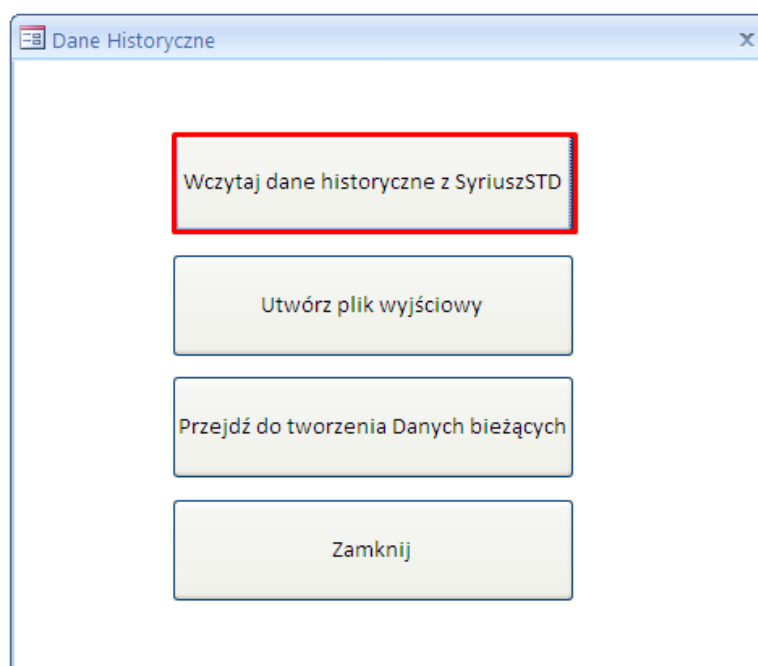 Dane Historyczne
Wczytaj dane historyczne z SyriuszSTD
Utwórz plik wyjściowy
Przejdź do tworzenia Danych bieżących
Zamknij